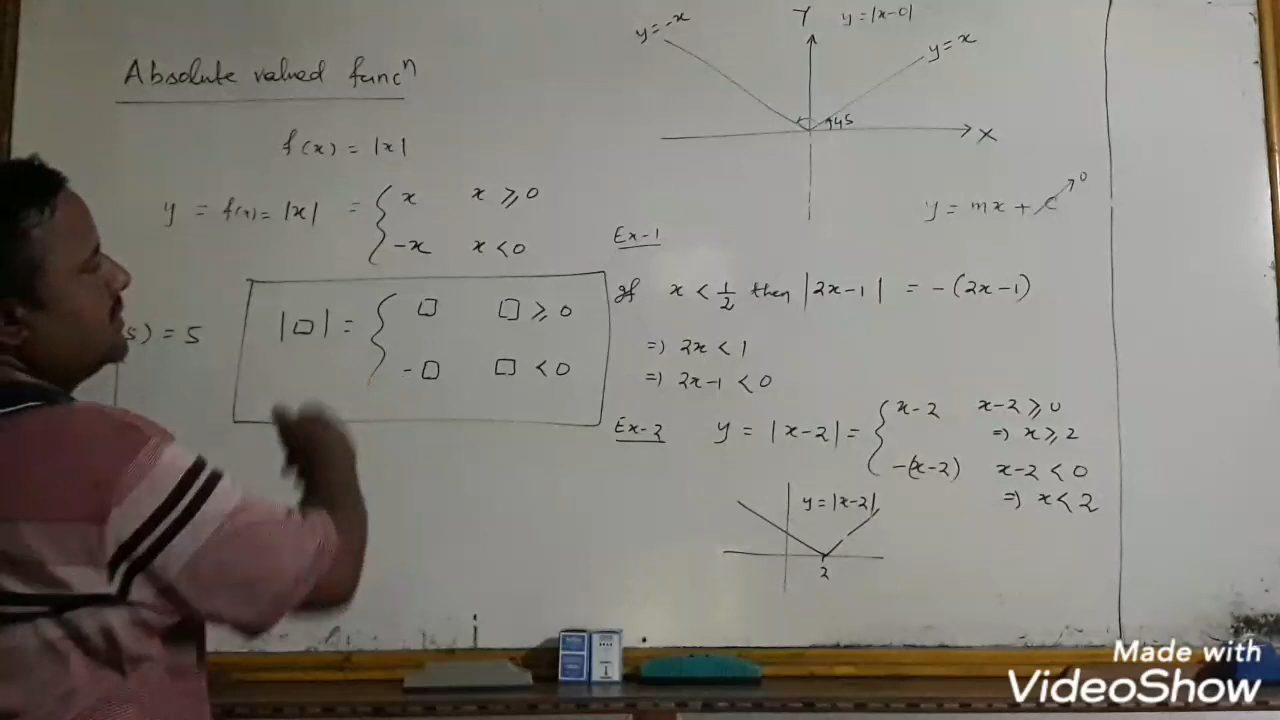 Absolute valued funcⁿ
f(x) = |x|
y = f(x) = |x| = { x x ≥ 0
-x x < 0
|□| = { □ □ ≥ 0
-□ □ < 0
5) = 5
Y y = |x-0|
y = -x
y = x
45
X
y = mx + c 0
Ex-1
If x < 1/2 then |2x-1| = -(2x-1)
=) 2x < 1
=) 2x-1 < 0
Ex-2 y = |x-2| = { x-2 x-2 ≥ 0
=) x ≥ 2
-(x-2) x-2 < 0
=) x < 2
y = |x-2|
2
Made with
VideoShow